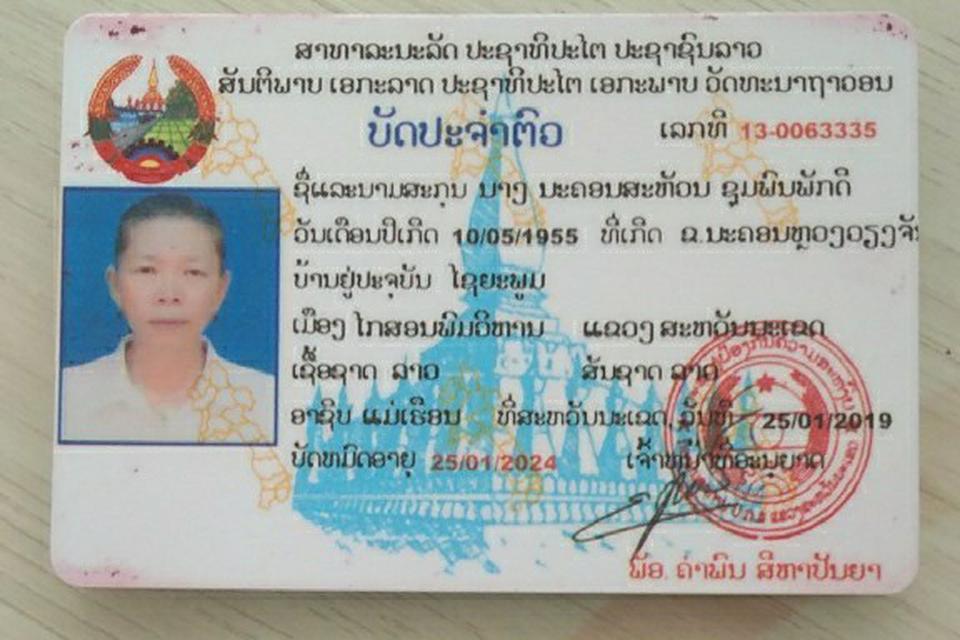 ສາທາລະນະລັດ ປະຊາທິປະໄຕ ປະຊາຊົນລາວ
ສັນຕິພາບ ເອກະລາດ ປະຊາທິປະໄຕ ເອກະພາບ ວັດທະນາຖາວອນ
ບັດປະຈຳຕົວ
ເລກທີ 13-0063335
ຊື່ແລະນາມສະກຸນ ນາງ ນະຄອນສະຫັວນ ຊຸມພົນພັກດີ
ວັນເດືອນປີເກີດ 10/05/1955 ທີ່ເກີດ ຂ.ນະຄອນຫຼວງວຽງຈັ
ບ້ານຢູ່ປະຈຸບັນ ໄຊຍະພູມ
ເມືອງ ໄກສອນພົມວິຫານ ແຂວງ ສະຫວັນນະເຂດ
ເຊື້ອຊາດ ລາວ ສັນຊາດ ລາວ
ອາຊິບ ແມ່ເຮືອນ ທີ່ສະຫວັນນະເຂດ, ວັນທີ 25/01/2019
ບັດຫມົດອາຍຸ 25/01/2024 ເຈົ້າຫນ້າທີ່ອະນຸຍາດ
ພັອ. ຄຳພົນ ສີຫາປັນຍາ